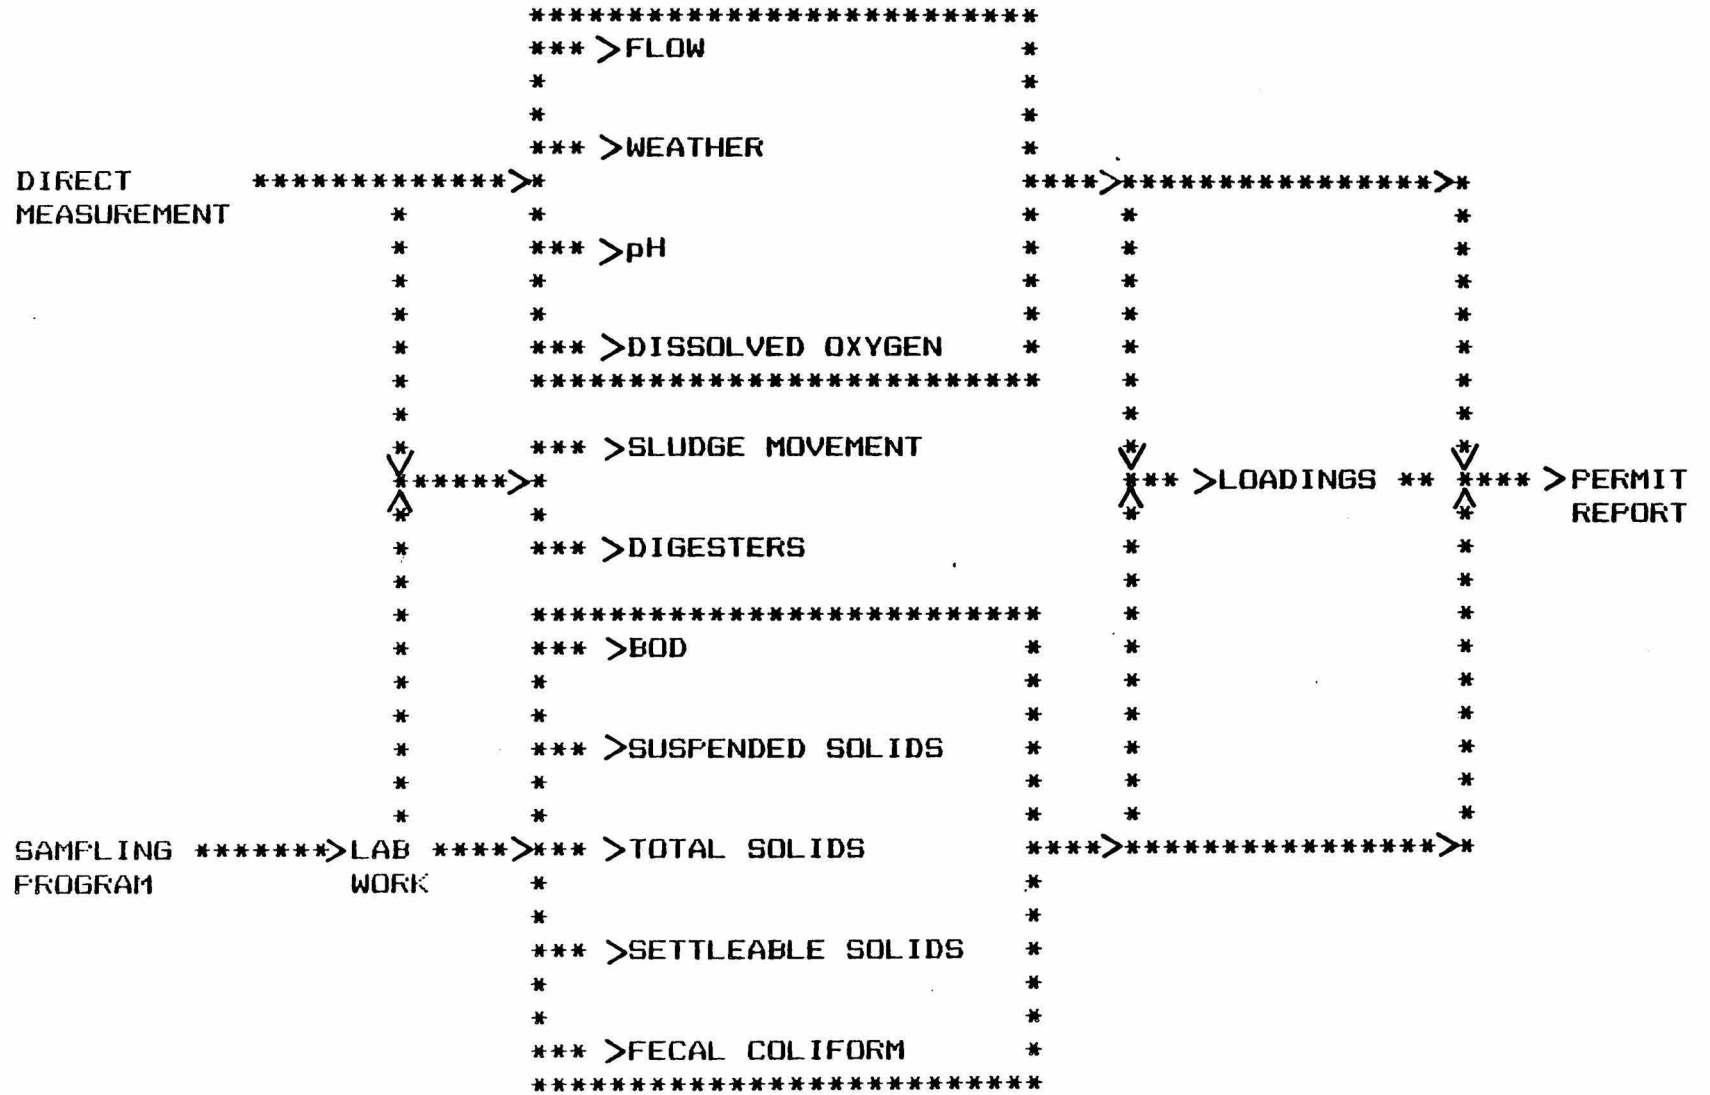 FLOW
WEATHER
DIRECT
MEASUREMENT
pH
DISSOLVED OXYGEN
SLUDGE MOVEMENT
LOADINGS
PERMIT
REPORT
DIGESTERS
BOD
SUSPENDED SOLIDS
SAMPLING
PROGRAM
LAB
WORK
TOTAL SOLIDS
SETTLEABLE SOLIDS
FECAL COLIFORM